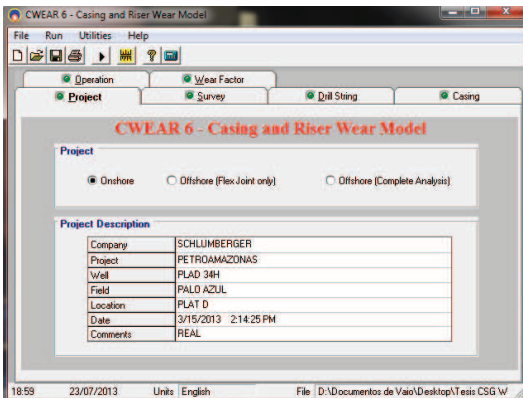 CWEAR 6 - Casing and Riser Wear Model
File Run Utilities Help
Operation Wear Factor
Project Survey Drill String Casing
CWEAR 6 - Casing and Riser Wear Model
Project
Onshore Offshore (Flex Joint only) Offshore (Complete Analysis)
Project Description
Company SCHLUMBERGER
Project PETROAMAZONAS
Well PLAD 34H
Field PALO AZUL
Location PLAT D
Date 3/15/2013 2:14:25 PM
Comments REAL
18:59 23/07/2013 Units English File D:\Documentos de Vaio\Desktop\Tesis CSG W